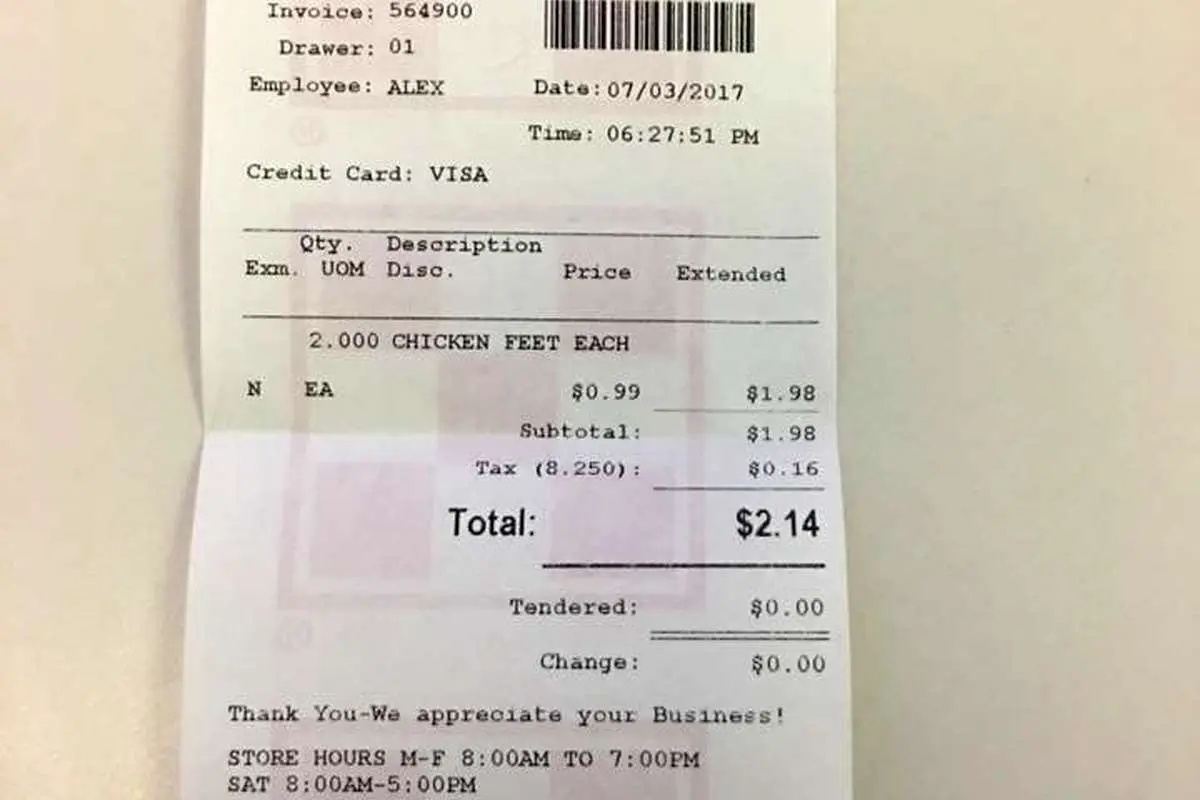 Invoice: 564900
Drawer: 01
Employee: ALEX Date: 07/03/2017
Time: 06:27:51 PM
Credit Card: VISA
Qty. Description
Exm. UOM Disc. Price Extended
2.000 CHICKEN FEET EACH
N EA $0.99 $1.98
Subtotal: $1.98
Tax (8.250): $0.16
Total: $2.14
Tendered: $0.00
Change: $0.00
Thank You-We appreciate your Business!
STORE HOURS M-F 8:00AM TO 7:00PM
SAT 8:00AM-5:00PM